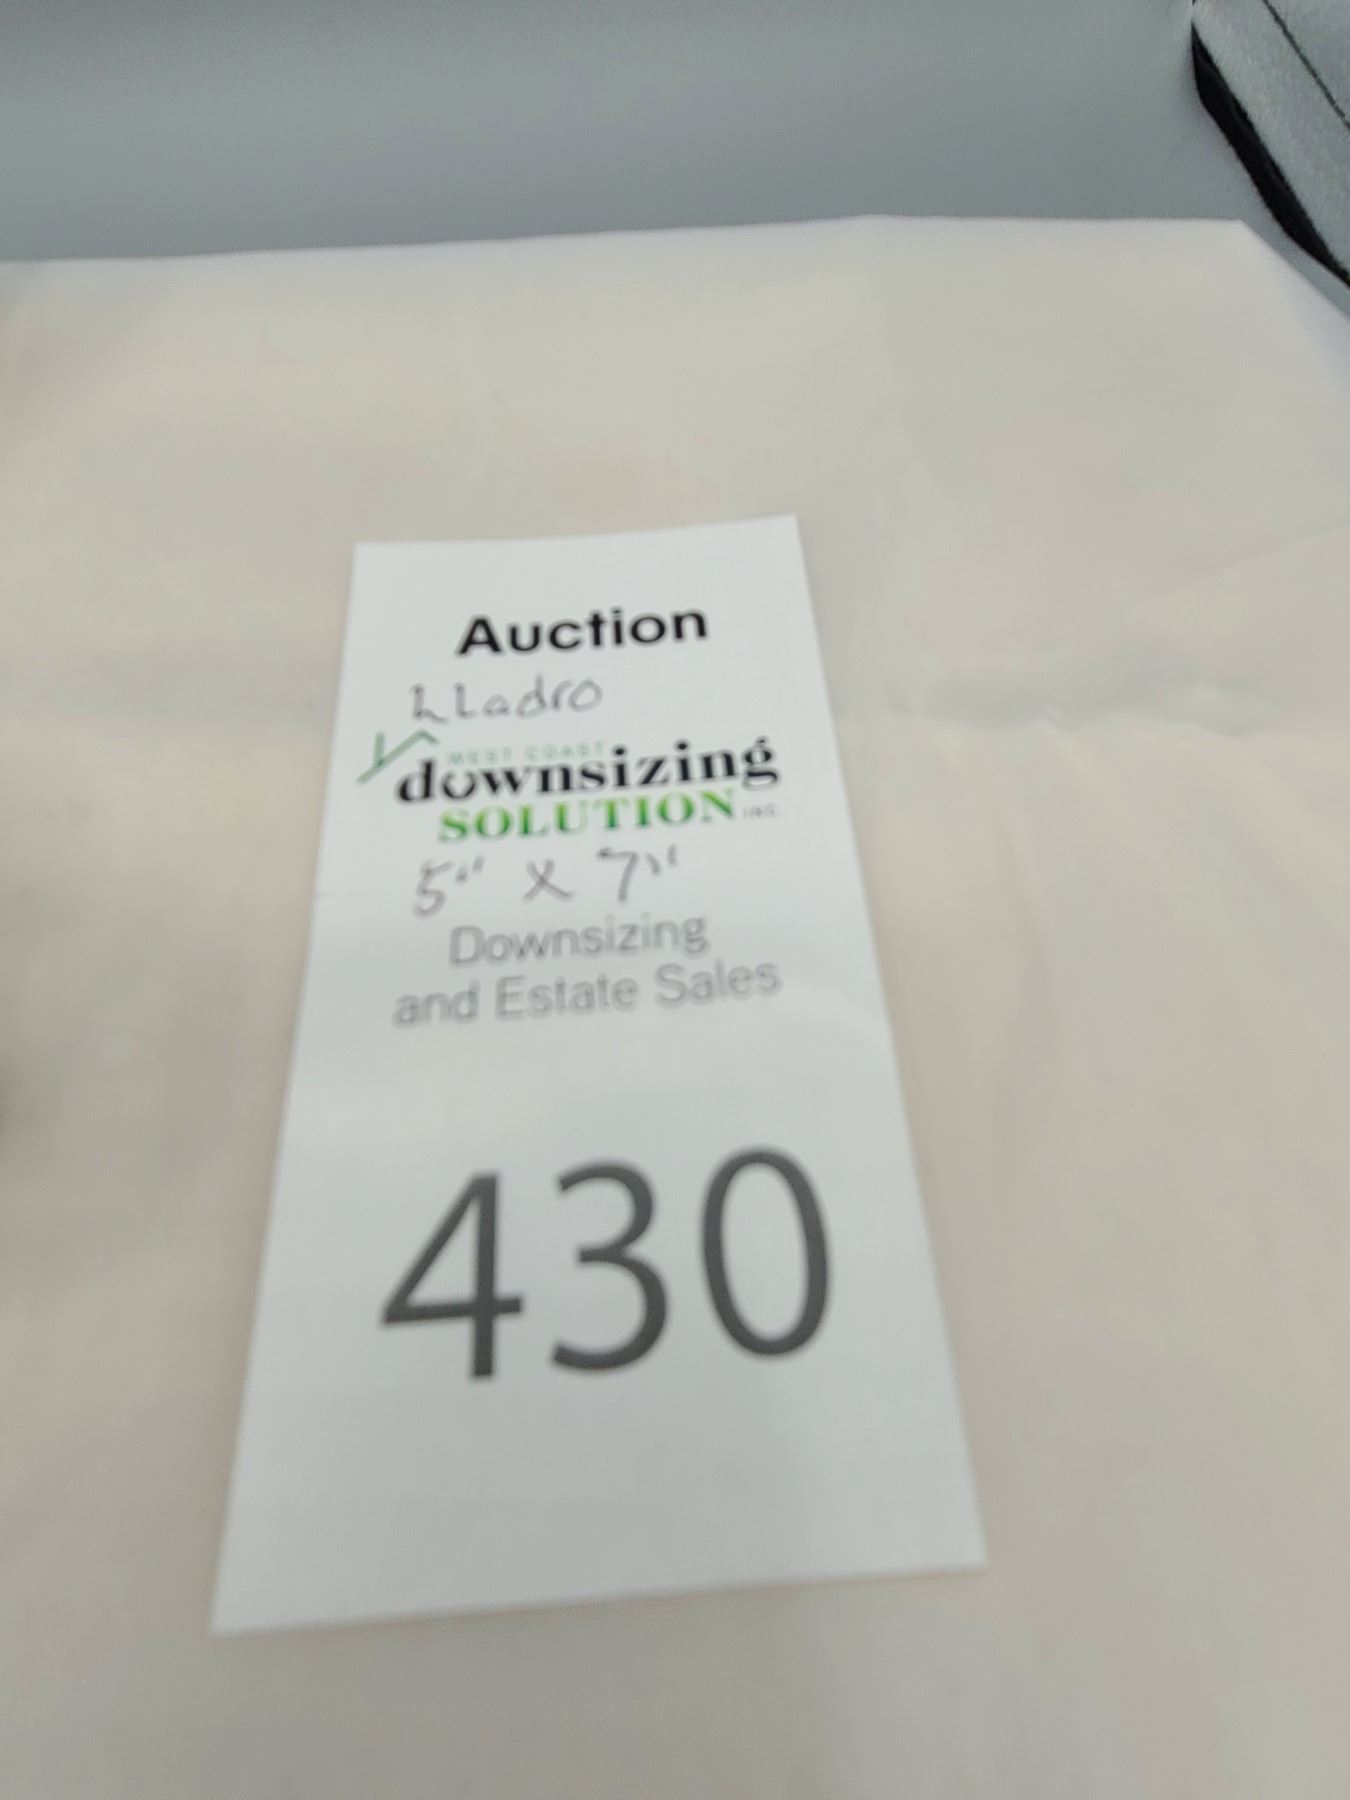 Auction
LLadro
WEST COAST
downsizing
SOLUTION INC.
5" x 7"
Downsizing
and Estate Sales
430